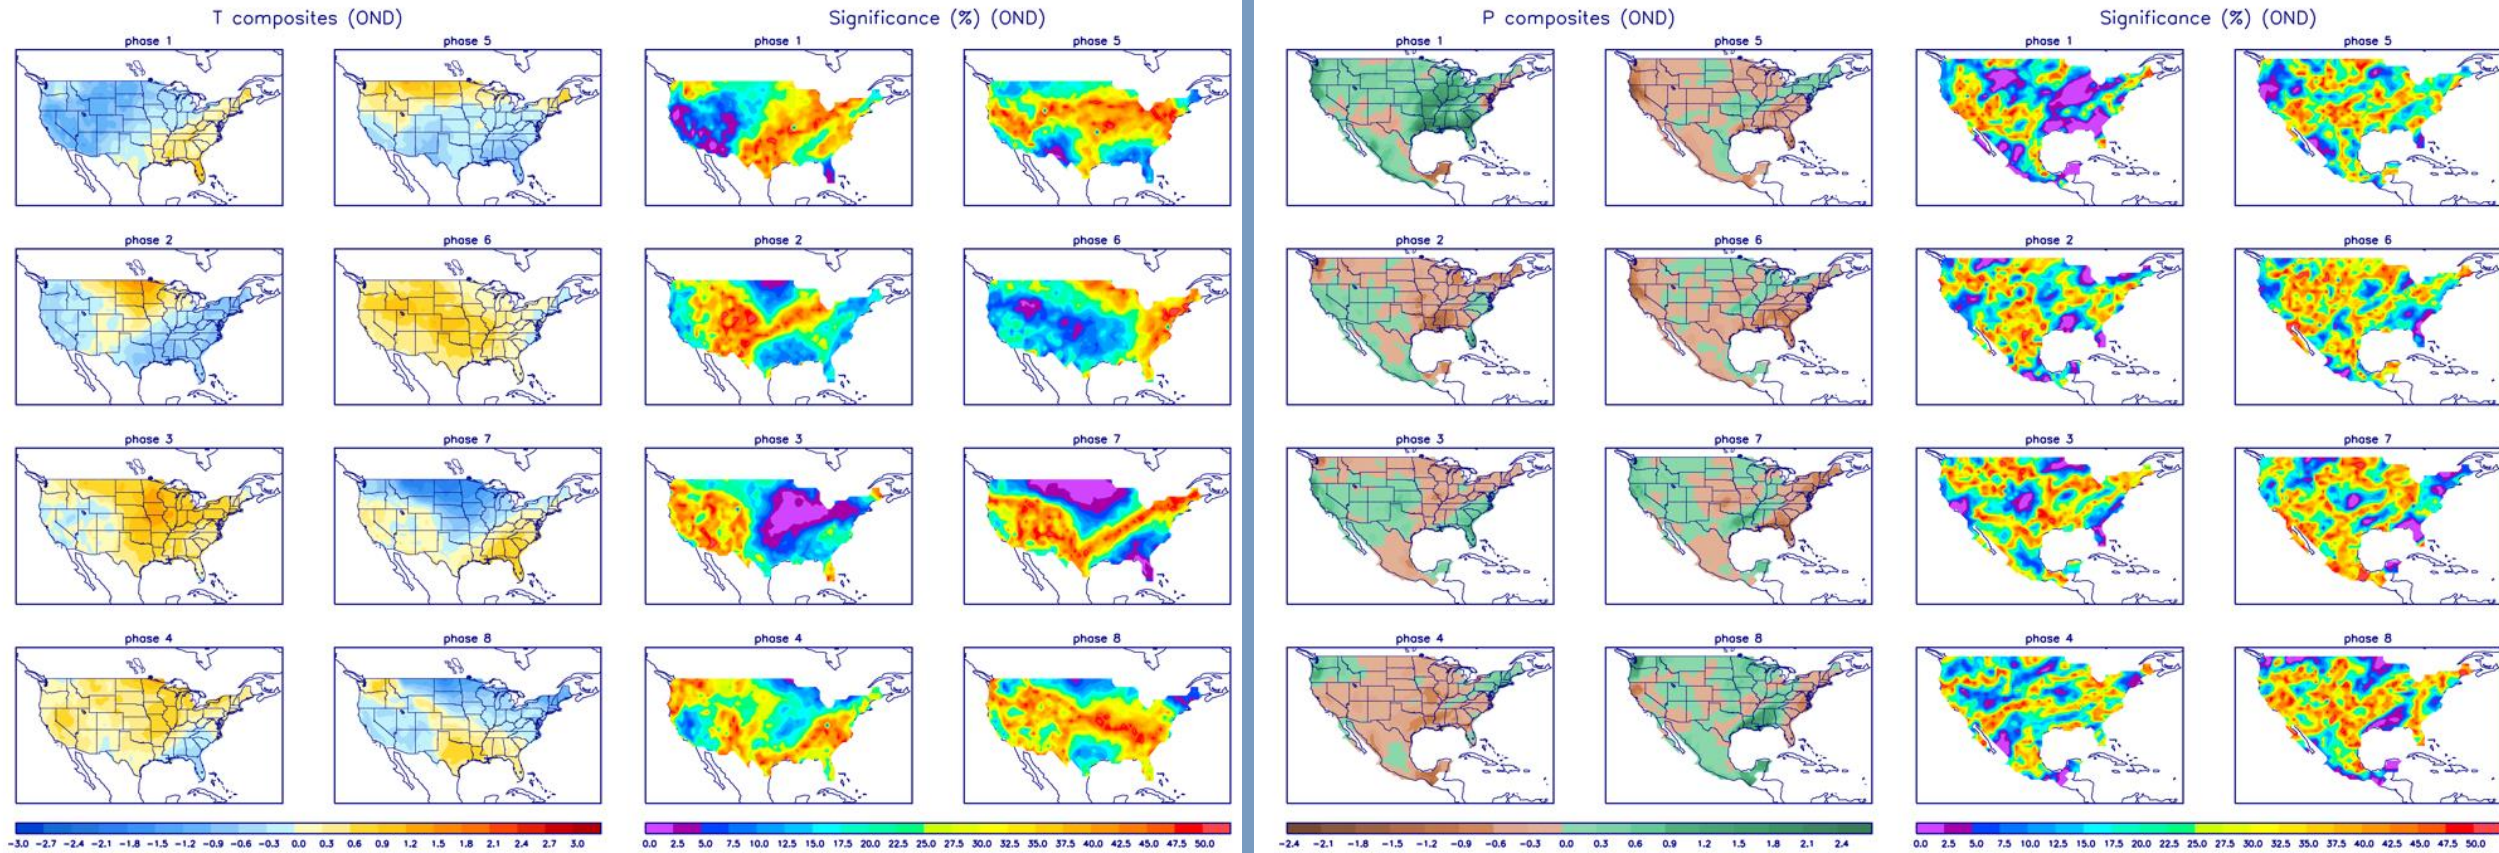 T composites (OND)
Significance (%) (OND)
P composites (OND)
Significance (%) (OND)
phase 1
phase 5
phase 1
phase 5
phase 1
phase 5
phase 1
phase 5
phase 2
phase 6
phase 2
phase 6
phase 2
phase 6
phase 2
phase 6
phase 3
phase 7
phase 3
phase 7
phase 3
phase 7
phase 3
phase 7
phase 4
phase 8
phase 4
phase 8
phase 4
phase 8
phase 4
phase 8
-3.0 -2.7 -2.4 -2.1 -1.8 -1.5 -1.2 -0.9 -0.6 -0.3 0.0 0.3 0.6 0.9 1.2 1.5 1.8 2.1 2.4 2.7 3.0
0.0 2.5 5.0 7.5 10.0 12.5 15.0 17.5 20.0 22.5 25.0 27.5 30.0 32.5 35.0 37.5 40.0 42.5 45.0 47.5 50.0
-2.4 -2.1 -1.8 -1.5 -1.2 -0.9 -0.6 -0.3 0.0 0.3 0.6 0.9 1.2 1.5 1.8 2.1 2.4
0.0 2.5 5.0 7.5 10.0 12.5 15.0 17.5 20.0 22.5 25.0 27.5 30.0 32.5 35.0 37.5 40.0 42.5 45.0 47.5 50.0